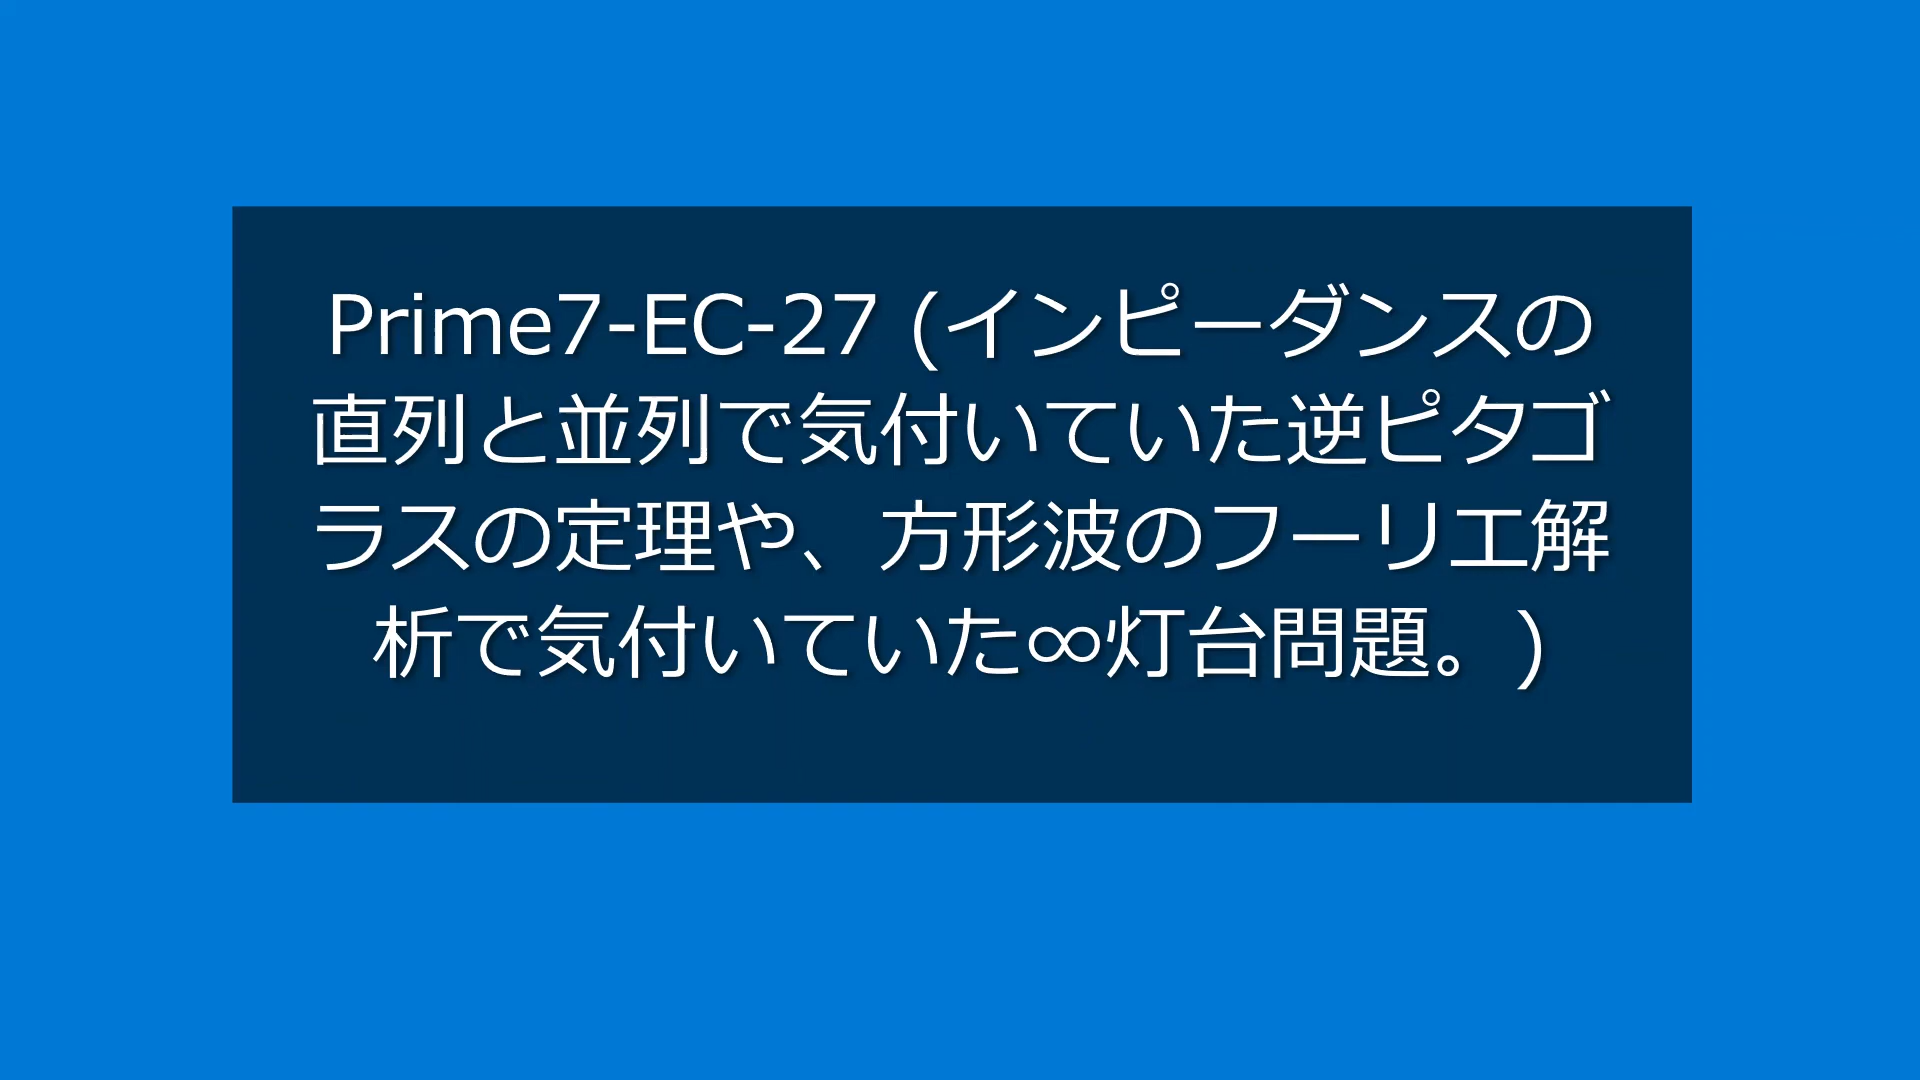 Prime7-EC-27 (インピーダンスの
直列と並列で気付いていた逆ピタゴ
ラスの定理や、方形波のフーリエ解
析で気付いていた∞灯台問題。)